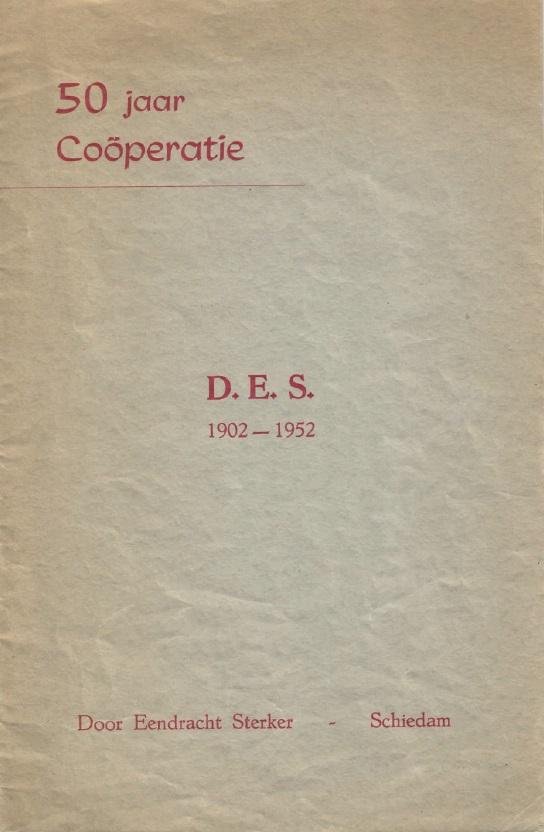 50 jaar
Coöperatie
D. E. S.
1902 — 1952
Door Eendracht Sterker - Schiedam